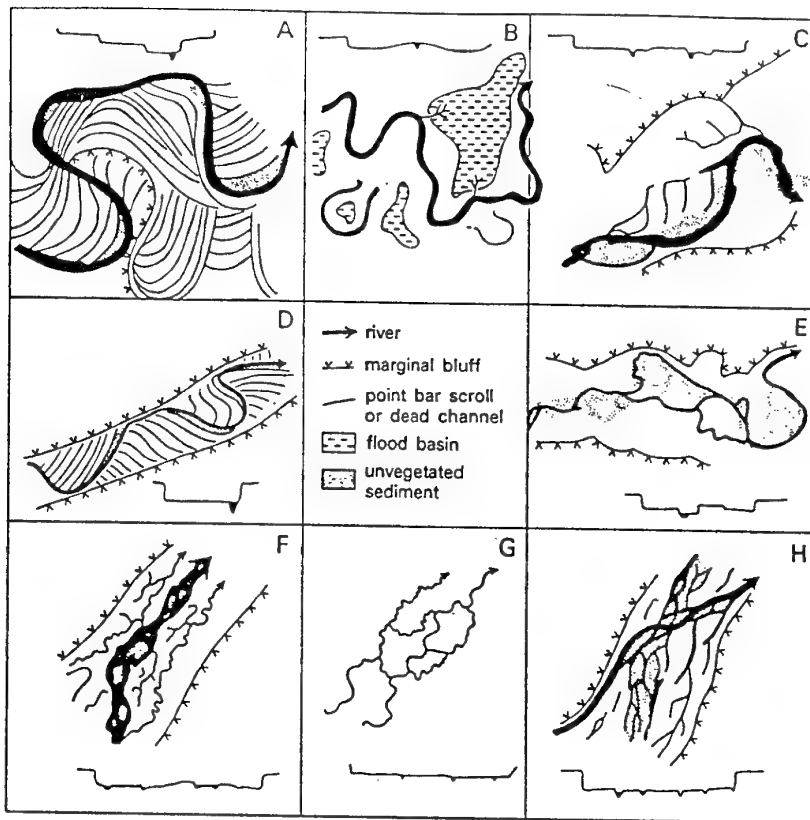 A
B
C
D
river
marginal bluff
point bar scroll
or dead channel
flood basin
unvegetated
sediment
E
F
G
H